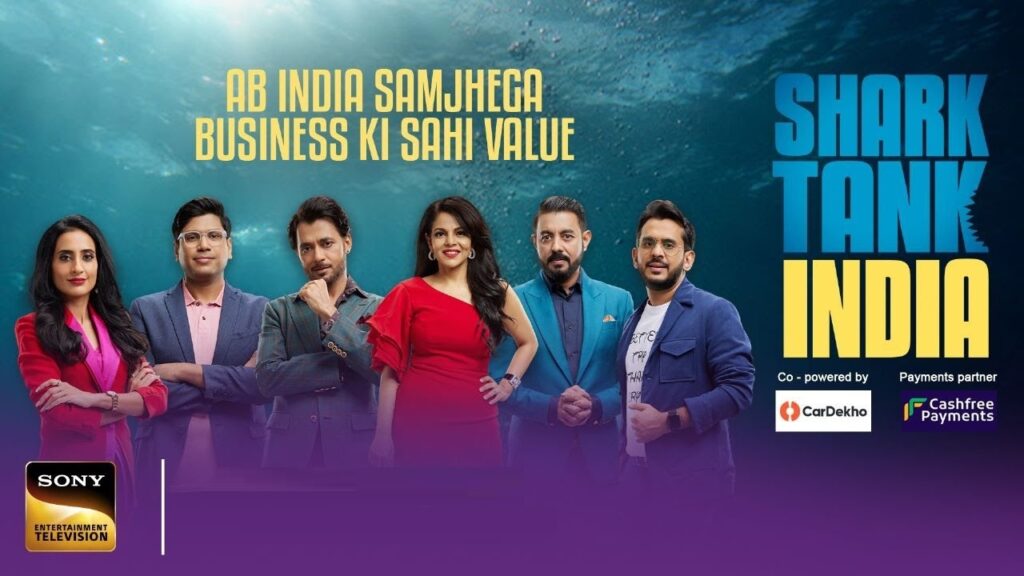 AB INDIA SAMJHEGA
BUSINESS KI SAHI VALUE
SHARK
TANK
INDIA
Co - powered by
CarDekho
Payments partner
Cashfree
Payments
SONY
ENTERTAINMENT
TELEVISION